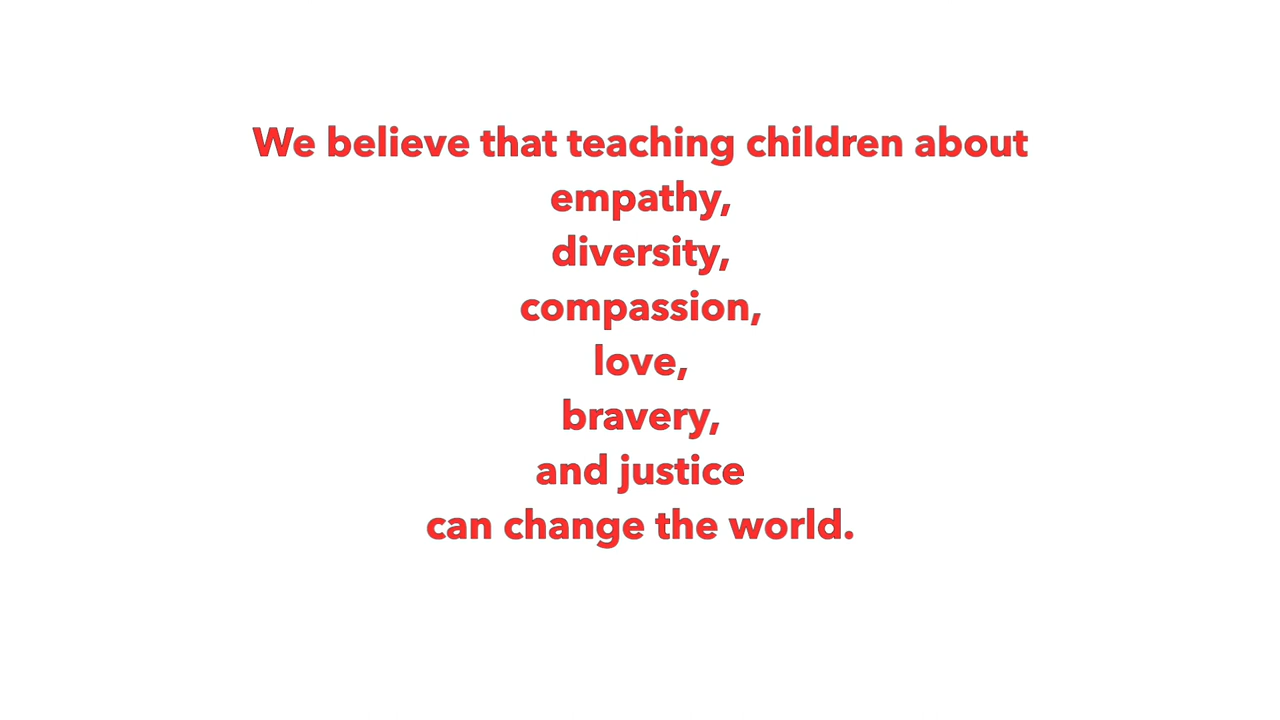 We believe that teaching children about
empathy,
diversity,
compassion,
love,
bravery,
and justice
can change the world.